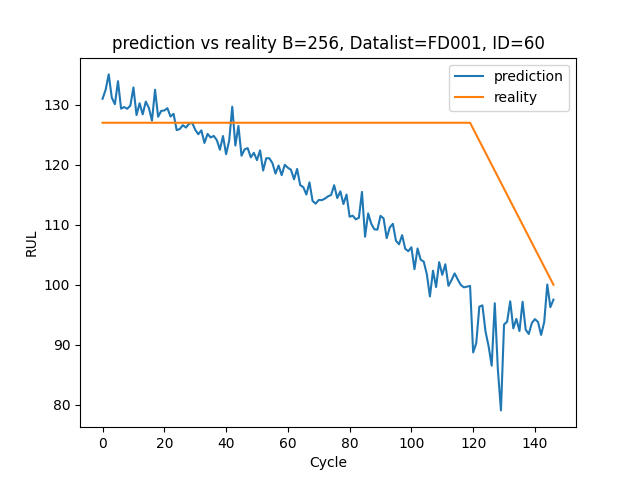 prediction vs reality B=256, Datalist=FD001, ID=60
prediction
reality
RUL
130
120
110
100
90
80
0 20 40 60 80 100 120 140
Cycle